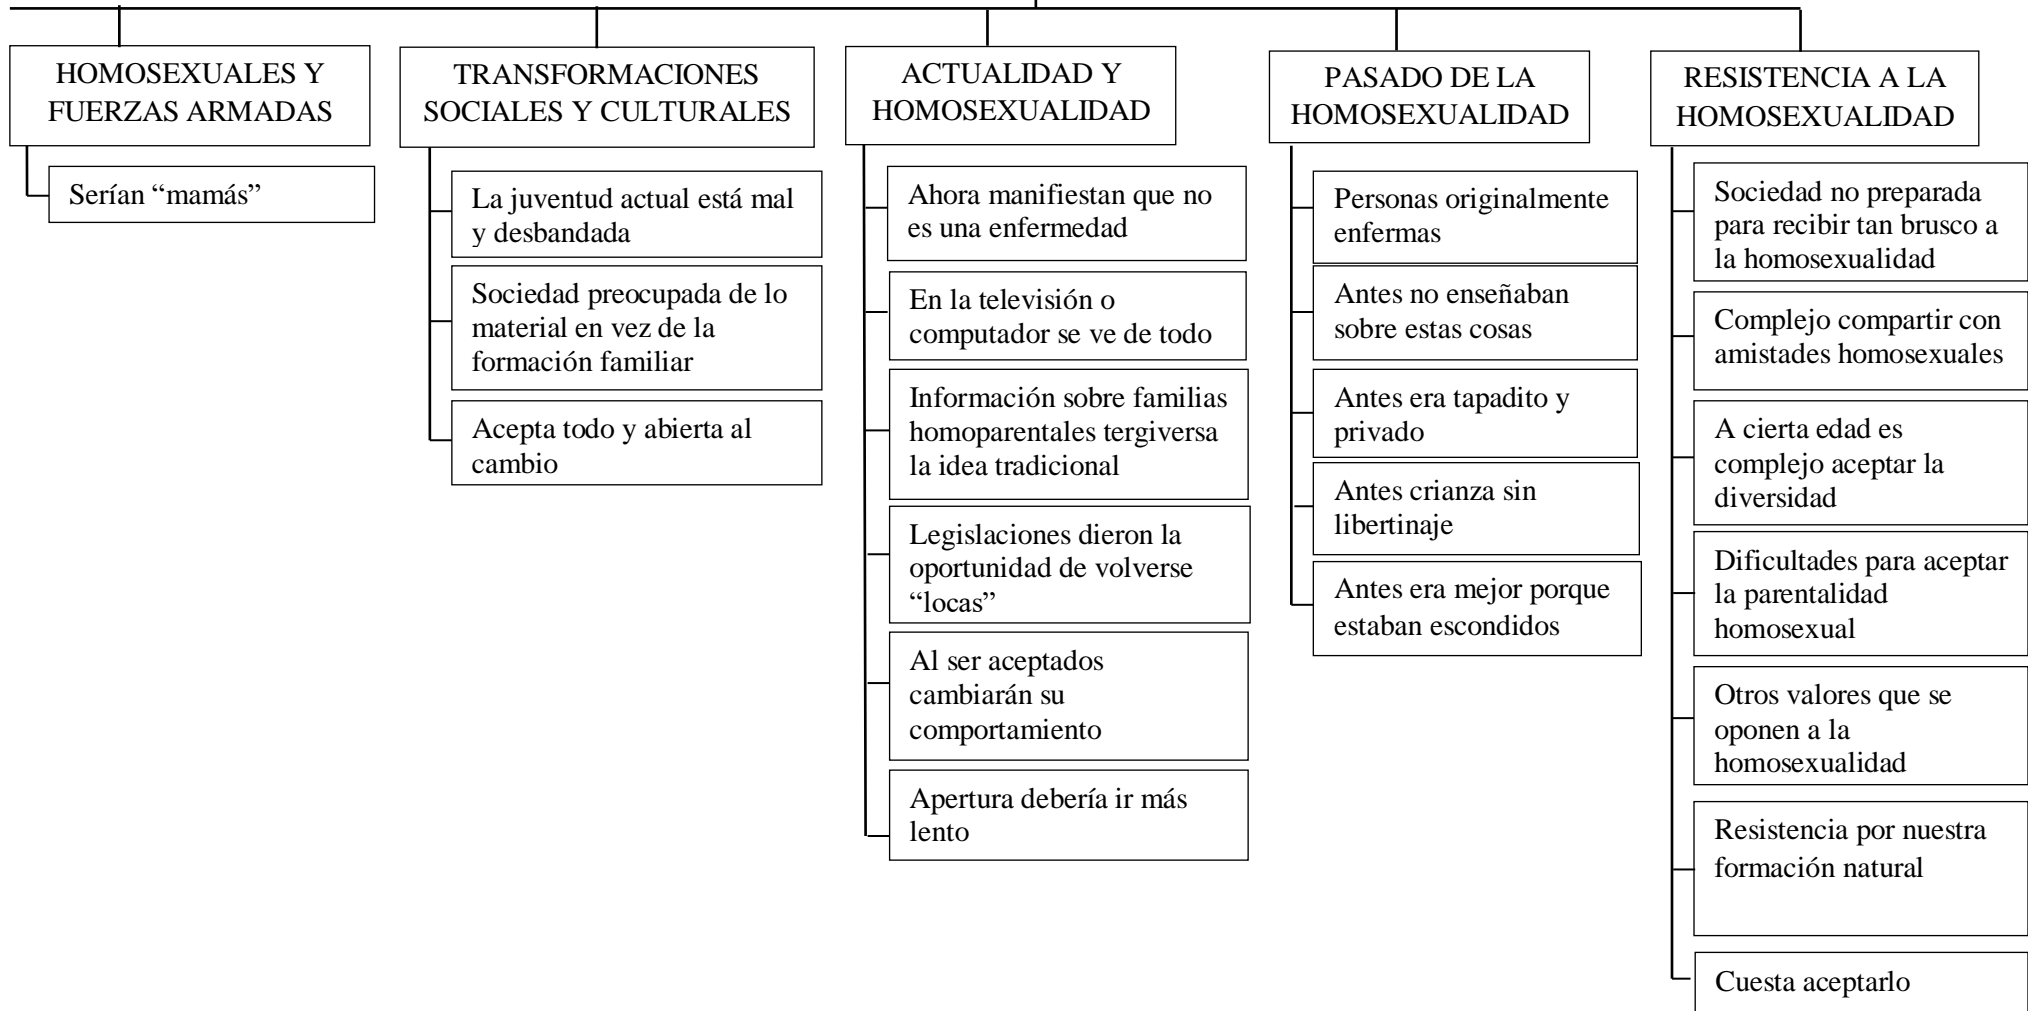 HOMOSEXUALES Y
FUERZAS ARMADAS
Serían “mamás”
TRANSFORMACIONES
SOCIALES Y CULTURALES
La juventud actual está mal
y desbandada
Sociedad preocupada de lo
material en vez de la
formación familiar
Acepta todo y abierta al
cambio
ACTUALIDAD Y
HOMOSEXUALIDAD
Ahora manifiestan que no
es una enfermedad
En la televisión o
computador se ve de todo
Información sobre familias
homoparentales tergiversa
la idea tradicional
Legislaciones dieron la
oportunidad de volverse
“locas”
Al ser aceptados
cambiarán su
comportamiento
Apertura debería ir más
lento
PASADO DE LA
HOMOSEXUALIDAD
Personas originalmente
enfermas
Antes no enseñaban
sobre estas cosas
Antes era tapadito y
privado
Antes crianza sin
libertinaje
Antes era mejor porque
estaban escondidos
RESISTENCIA A LA
HOMOSEXUALIDAD
Sociedad no preparada
para recibir tan brusco a
la homosexualidad
Complejo compartir con
amistades homosexuales
A cierta edad es
complejo aceptar la
diversidad
Dificultades para aceptar
la parentalidad
homosexual
Otros valores que se
oponen a la
homosexualidad
Resistencia por nuestra
formación natural
Cuesta aceptarlo